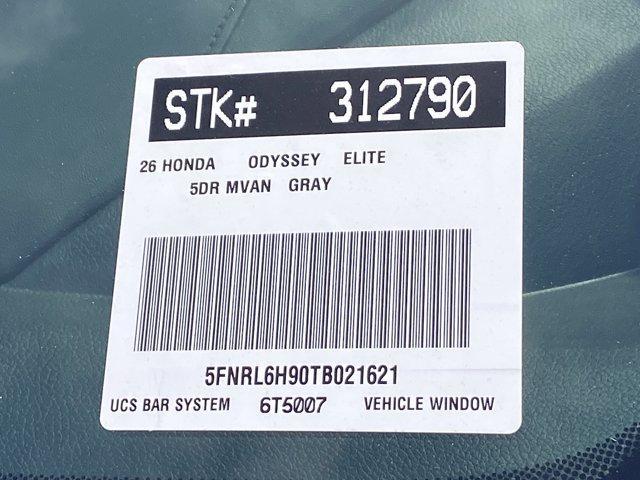 STK# 312790
26 HONDA ODYSSEY ELITE
5DR MVAN GRAY
5FNRL6H90TB021621
UCS BAR SYSTEM 6T5007 VEHICLE WINDOW